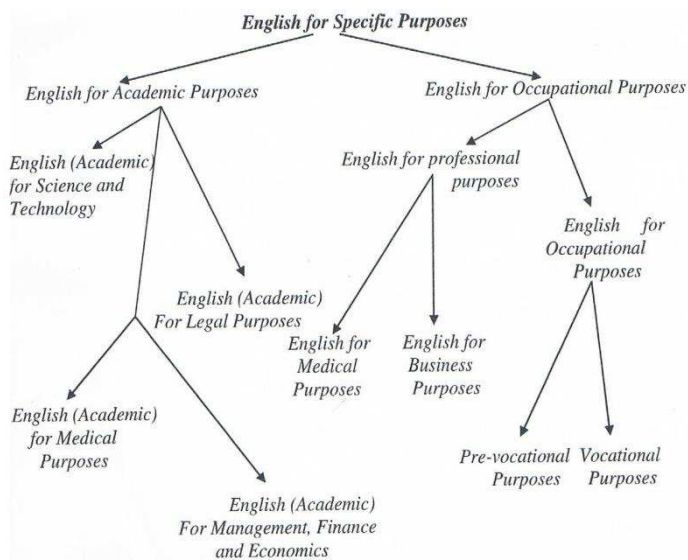 English for Specific Purposes
English for Academic Purposes
English for Occupational Purposes
English (Academic)
for Science and
Technology
English for professional
purposes
English for
Occupational
Purposes
English (Academic)
For Legal Purposes
English for
Medical
Purposes
English for
Business
Purposes
English (Academic)
for Medical
Purposes
Pre-vocational
Purposes
Vocational
Purposes
English (Academic)
For Management, Finance
and Economics